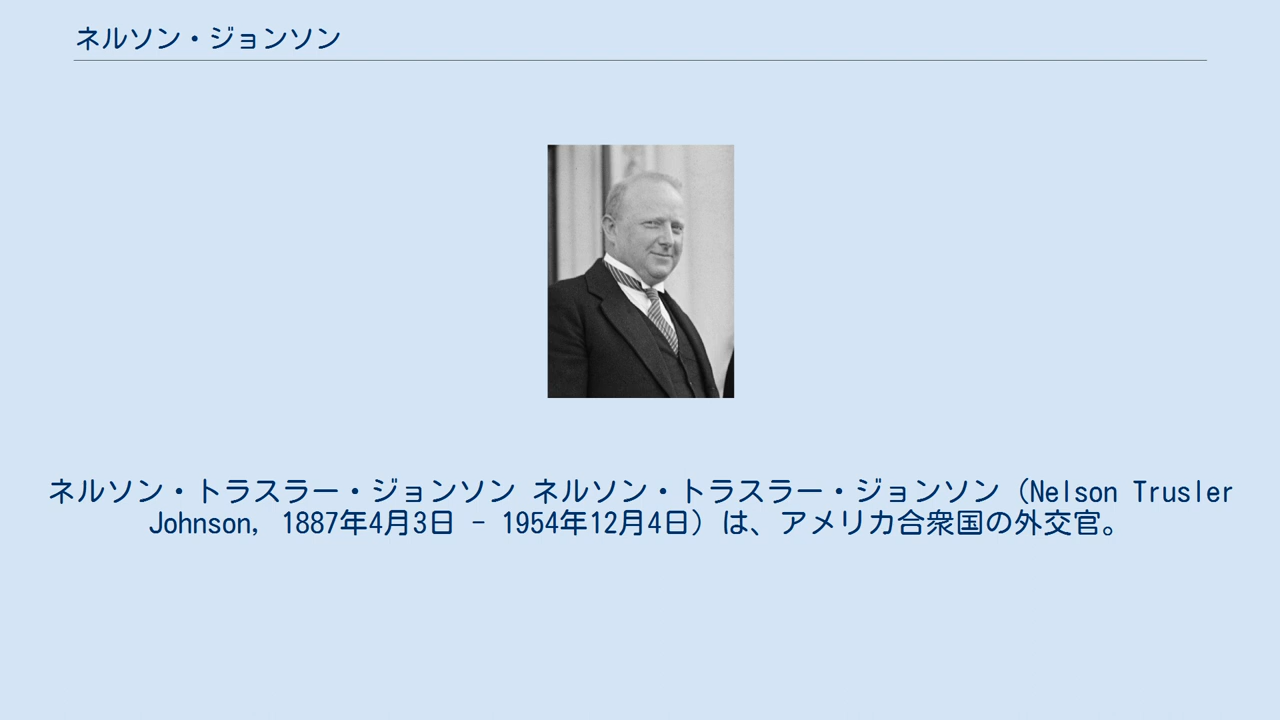 ネルソン・ジョンソン
ネルソン・トラスラー・ジョンソン ネルソン・トラスラー・ジョンソン（Nelson Trusler
Johnson, 1887年4月3日 - 1954年12月4日）は、アメリカ合衆国の外交官。